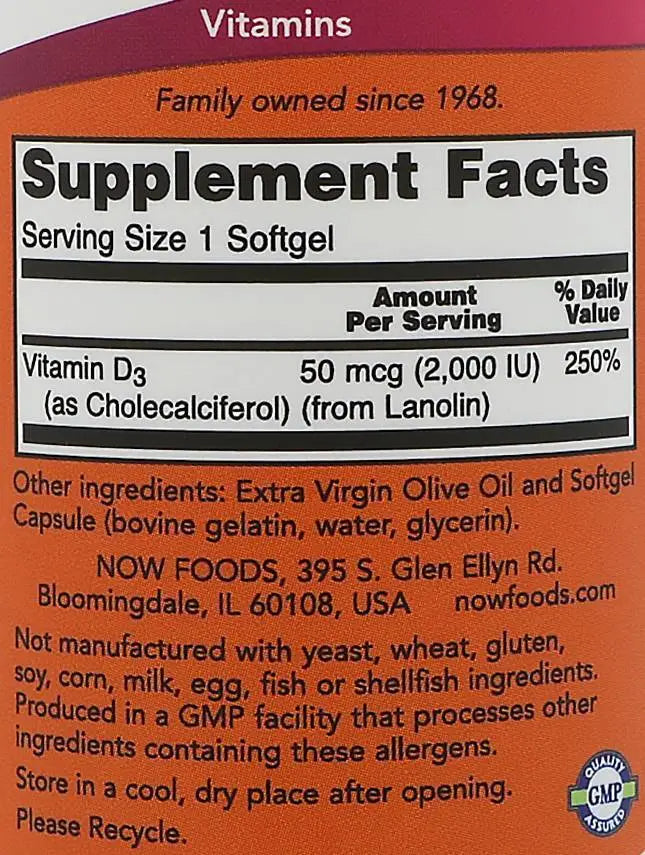 Vitamins
Family owned since 1968.
Supplement Facts
Serving Size 1 Softgel
Amount Per Serving
% Daily Value
Vitamin D3 50 mcg (2,000 IU) 250%
(as Cholecalciferol) (from Lanolin)
Other ingredients: Extra Virgin Olive Oil and Softgel
Capsule (bovine gelatin, water, glycerin).
NOW FOODS, 395 S. Glen Ellyn Rd.
Bloomingdale, IL 60108, USA nowfoods.com
Not manufactured with yeast, wheat, gluten,
soy, corn, milk, egg, fish or shellfish ingredients.
Produced in a GMP facility that processes other
ingredients containing these allergens.
Store in a cool, dry place after opening.
Please Recycle.
QUALITY
GMP
ASSURED